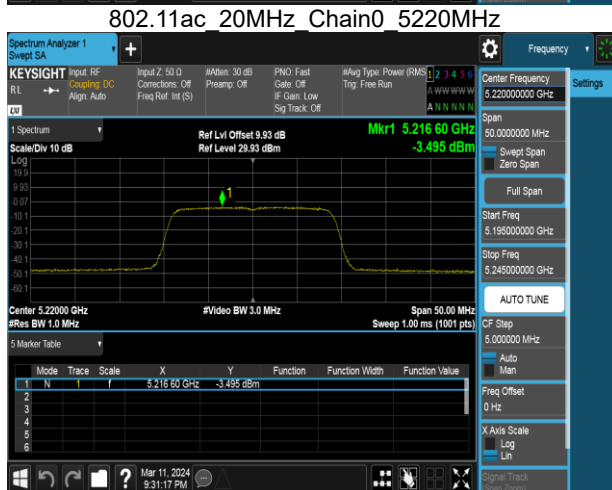 802.11ac_20MHz_Chain0_5220MHz
Spectrum Analyzer 1
Swept SA
+
Frequency
KEYSIGHT
RL
Input: RF
Coupling: DC
Align: Auto
Input Z: 50 Ω
Corrections: Off
Freq Ref: Int (S)
#Atten: 30 dB
Preamp: Off
PNO: Fast
Gate: Off
IF Gain: Low
Sig Track: Off
#Avg Type: Power (RMS
Trig: Free Run
1 2 3 4 5 6
A W W W W W
A N N N N N
Center Frequency
5.220000000 GHz
Settings
Span
50.0000000 MHz
Swept Span
Zero Span
Full Span
Start Freq
5.195000000 GHz
Stop Freq
5.245000000 GHz
AUTO TUNE
CF Step
5.000000 MHz
Auto
Man
Freq Offset
0 Hz
X Axis Scale
Log
Lin
Signal Track
(Span Zoom)
1 Spectrum
Scale/Div 10 dB
Log
Ref Lvl Offset 9.93 dB
Ref Level 29.93 dBm
Mkr1 5.216 60 GHz
-3.495 dBm
19.9
9.93
-0.07
-10.1
-20.1
-30.1
-40.1
-50.1
-60.1
1
Center 5.22000 GHz
#Res BW 1.0 MHz
#Video BW 3.0 MHz
Span 50.00 MHz
Sweep 1.00 ms (1001 pts)
5 Marker Table
Mode Trace Scale X Y Function Function Width Function Value
1 N 1 f 5.216 60 GHz -3.495 dBm
2
3
4
5
6
?
Mar 11, 2024
9:31:17 PM